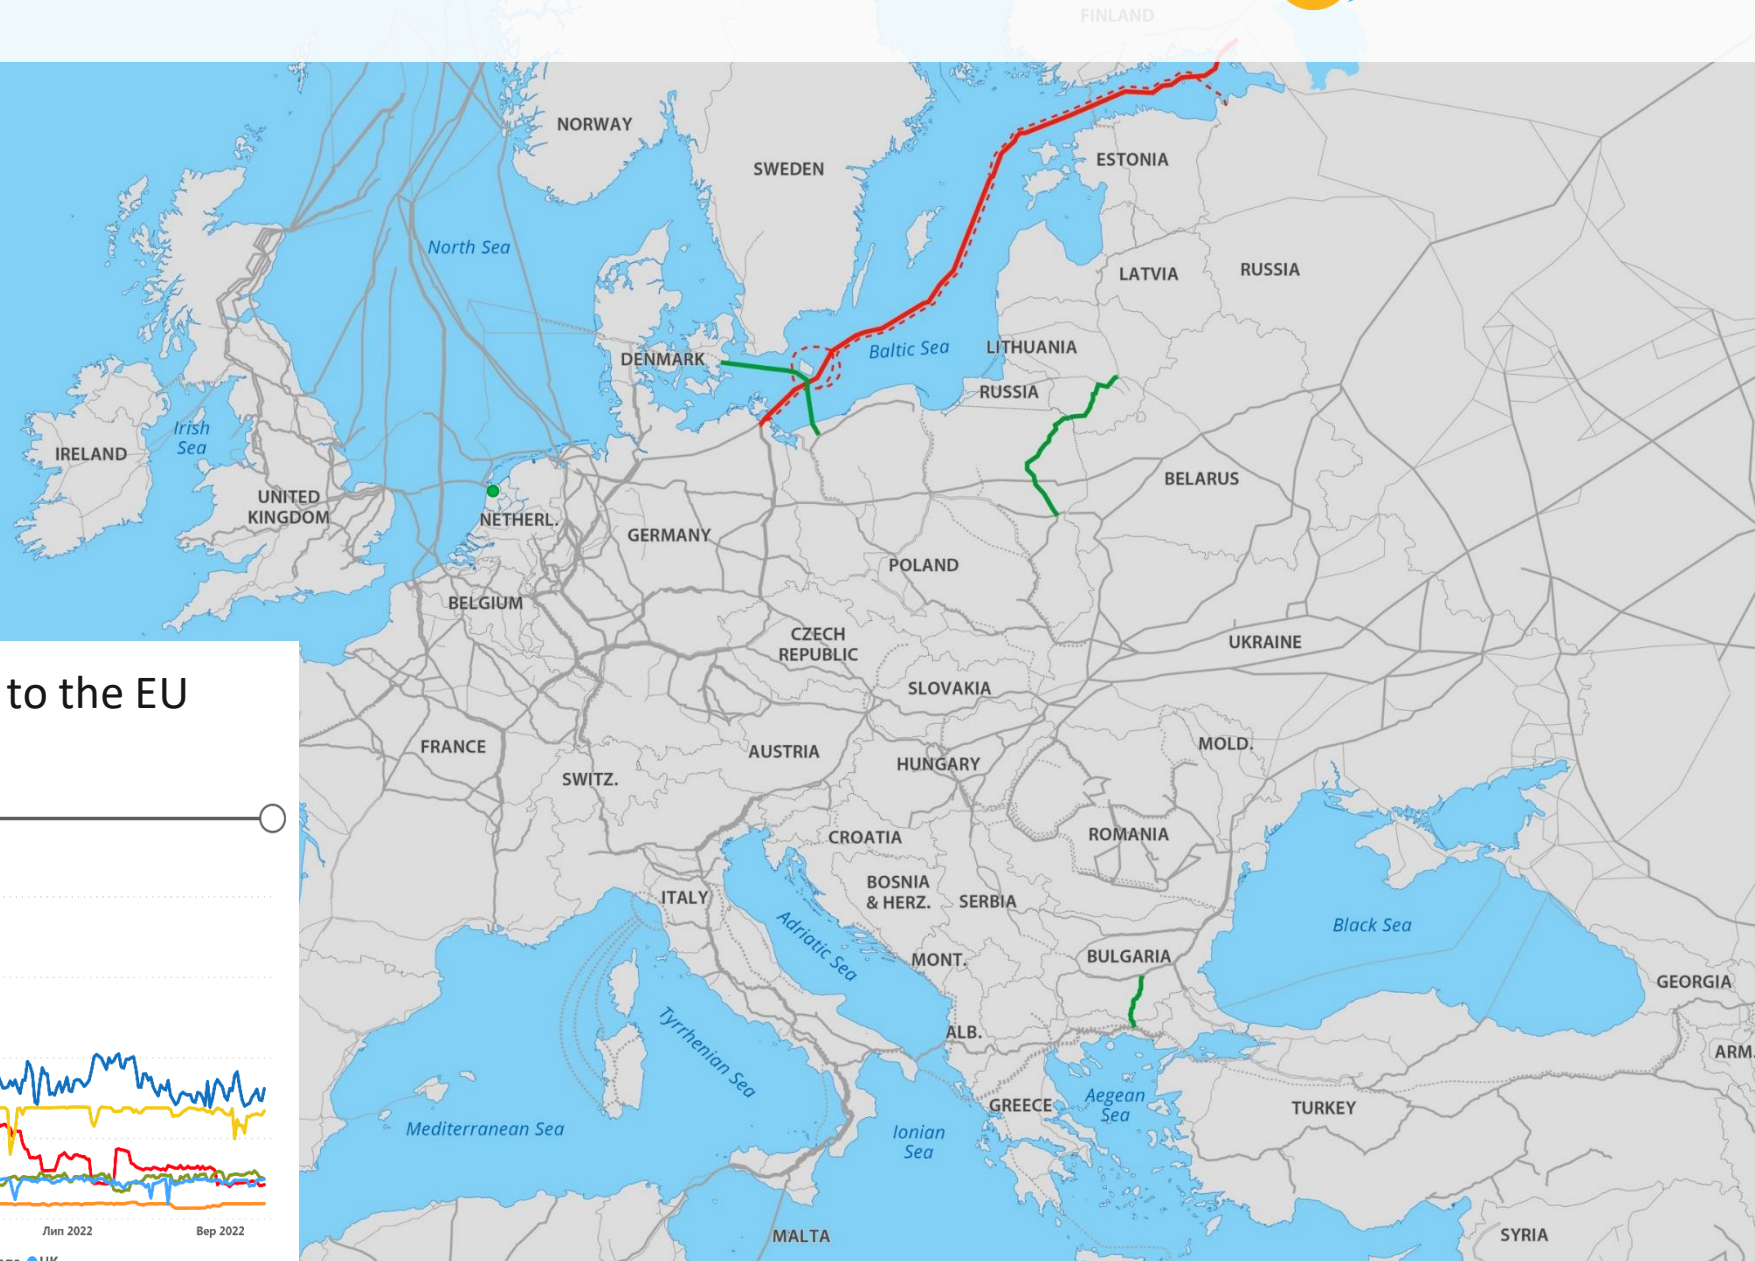 FINLAND
NORWAY
SWEDEN
ESTONIA
North Sea
LATVIA
RUSSIA
DENMARK
Baltic Sea
LITHUANIA
RUSSIA
Irish
Sea
IRELAND
UNITED
KINGDOM
NETHERL.
GERMANY
BELARUS
POLAND
BELGIUM
CZECH
REPUBLIC
UKRAINE
SLOVAKIA
to the EU
FRANCE
SWITZ.
AUSTRIA
HUNGARY
MOLD.
CROATIA
ROMANIA
ITALY
BOSNIA
& HERZ.
SERBIA
Adriatic Sea
Black Sea
MONT.
BULGARIA
GEORGIA
ALB.
Tyrrhenian Sea
ARM.
GREECE
Aegean
Sea
TURKEY
Mediterranean Sea
Ionian
Sea
MALTA
SYRIA
Лип 2022
Вер 2022
UK